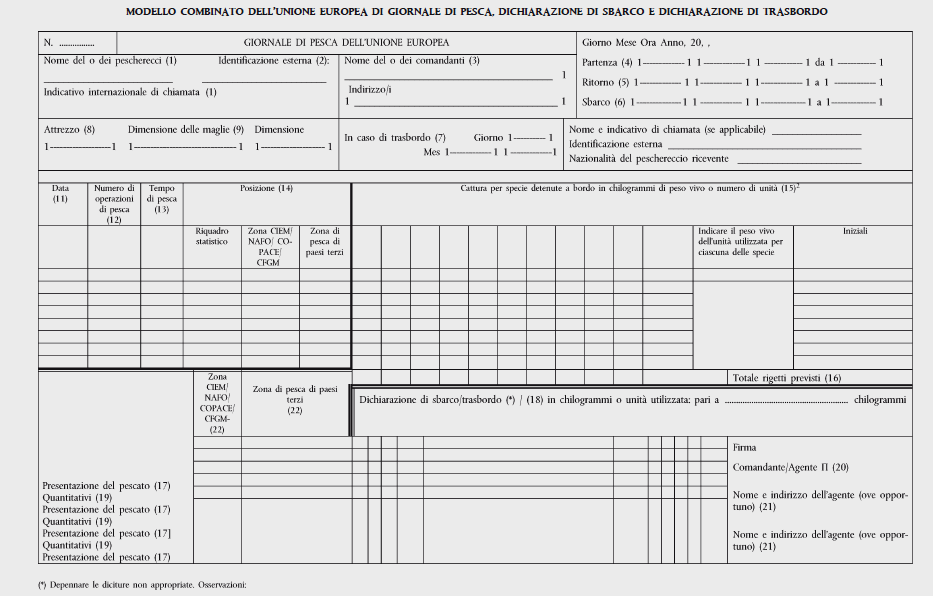 MODELLO COMBINATO DELL'UNIONE EUROPEA DI GIORNALE DI PESCA, DICHIARAZIONE DI SBARCO E DICHIARAZIONE DI TRASBORDO
N. ...............
GIORNALE DI PESCA DELL'UNIONE EUROPEA
Giorno Mese Ora Anno, 20, ,
Nome del o dei pescherecci (1)
Identificazione esterna (2):
Nome del o dei comandanti (3)
Partenza (4) 1------------- 1 1 ------------- 1 1 ------------- 1 da 1 ------------- 1
1
Ritorno (5) 1------------- 1 1 ------------- 1 1 ------------- 1 a 1 ------------- 1
Indicativo internazionale di chiamata (1)
Indirizzo/i
1 ____________________ 1
Sbarco (6) 1-------------1 1 ------------- 1 1------------- 1 a 1------------- 1
Attrezzo (8)
Dimensione delle maglie (9)
Dimensione
1--------------------1
1---------------------------- 1
1------------------ 1
In caso di trasbordo (7)
Giorno 1---------- 1
Mes 1------------1 1 ------------1
Nome e indicativo di chiamata (se applicabile) ____________________
Identificazione esterna ____________________
Nazionalità del peschereccio ricevente ____________________
Data
(11)
Numero di
operazioni
di pesca
(12)
Tempo
di pesca
(13)
Posizione (14)
Cattura per specie detenute a bordo in chilogrammi di peso vivo o numero di unità (15)²
Riquadro
statistico
Zona CIEM/
NAFO/ CO-
PACE/
CFGM
Zona di
pesca di
paesi terzi
Indicare il peso vivo
dell'unità utilizzata per
ciascuna delle specie
Iniziali
Totale rigetti previsti (16)
Zona
CIEM/
NAFO/
COPACE/
CFGM-
(22)
Zona di pesca di paesi
terzi
(22)
Dichiarazione di sbarco/trasbordo (*) / (18) in chilogrammi o unità utilizzata: pari a .................................................. chilogrammi
Presentazione del pescato (17)
Quantitativi (19)
Presentazione del pescato (17)
Quantitativi (19)
Presentazione del pescato (17]
Quantitativi (19)
Presentazione del pescato (17)
Firma
Comandante/Agente Π (20)
Nome e indirizzo dell'agente (ove oppor-
tuno) (21)
Nome e indirizzo dell'agente (ove oppor-
tuno) (21)
(*) Depennare le diciture non appropriate. Osservazioni: